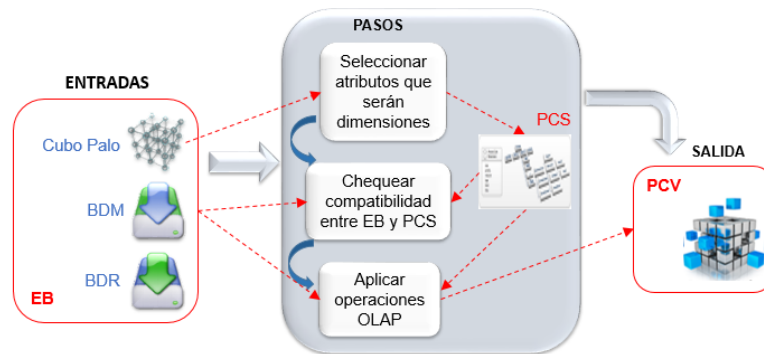 PASOS
ENTRADAS
Cubo Palo
BDM
BDR
EB
Seleccionar
atributos que
serán
dimensiones
PCS
Chequear
compatibilidad
entre EB y PCS
Aplicar
operaciones
OLAP
SALIDA
PCV